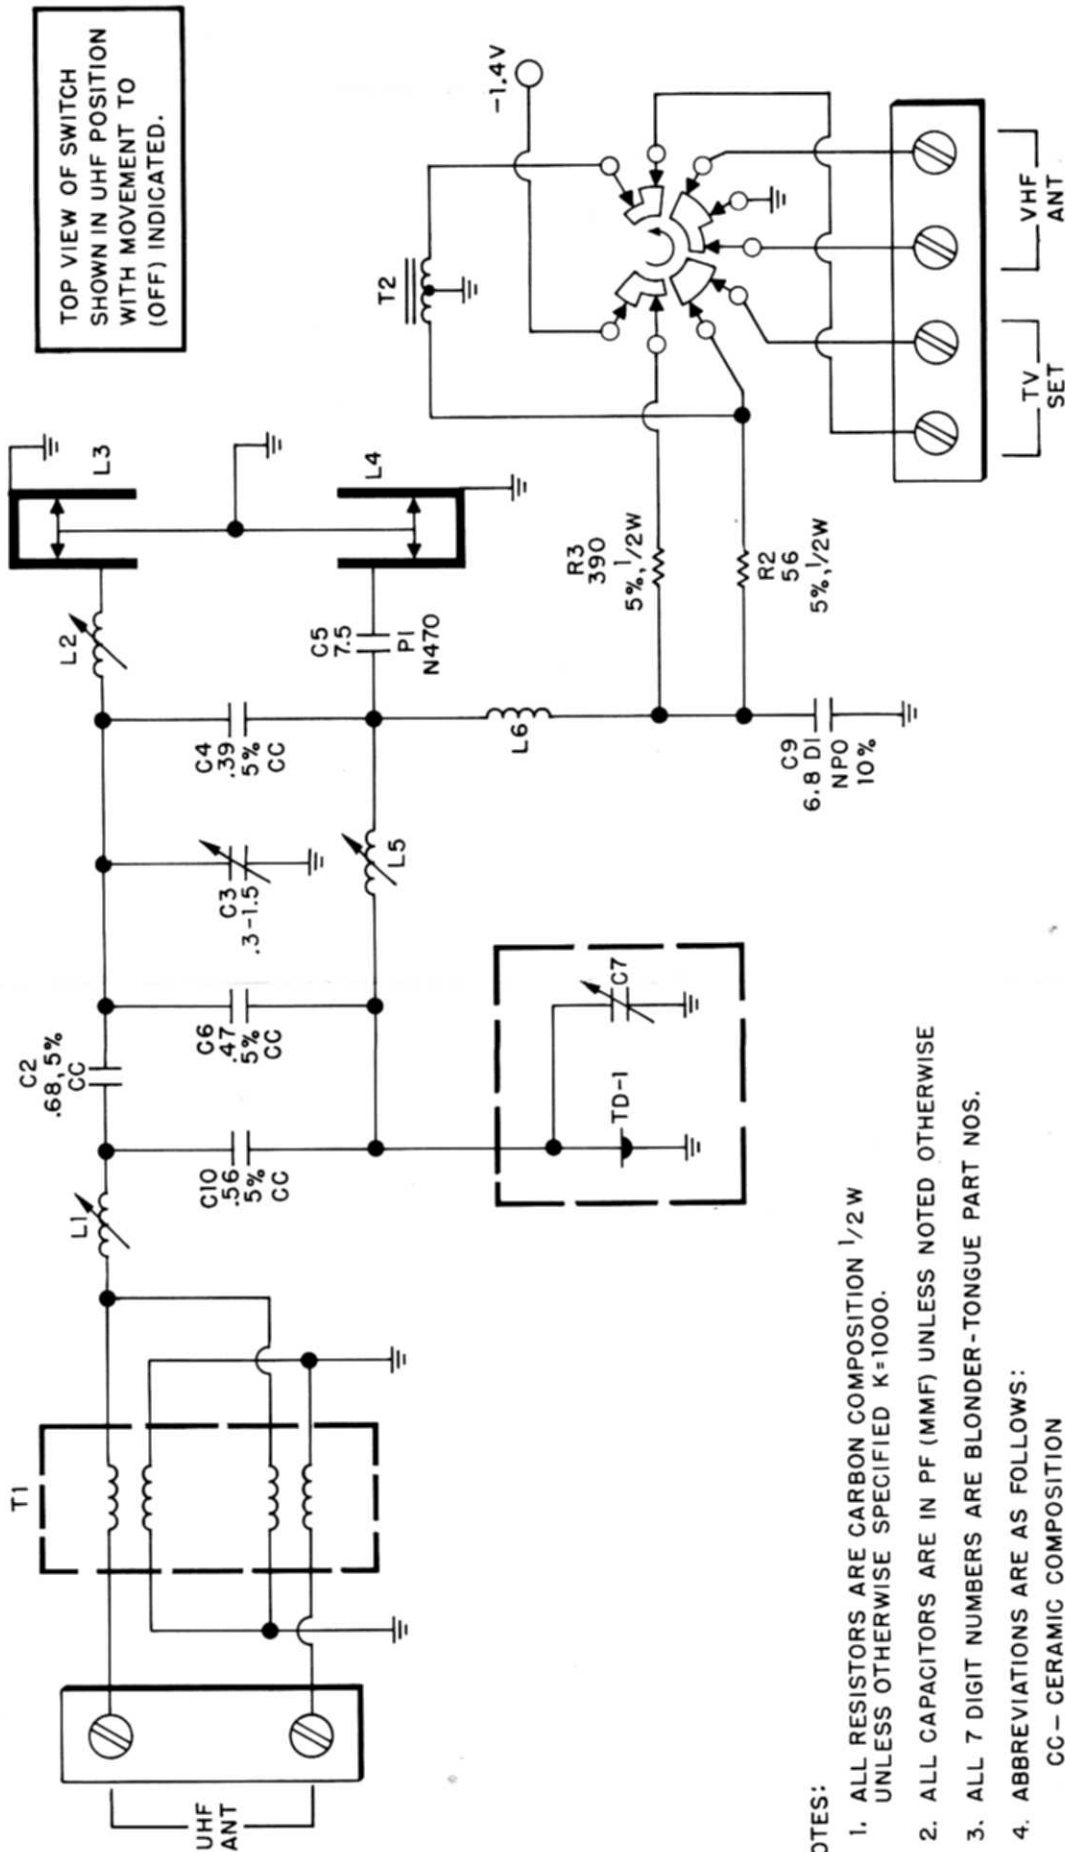 TOP VIEW OF SWITCH
SHOWN IN UHF POSITION
WITH MOVEMENT TO
(OFF) INDICATED.
UHF
ANT
T1
L1
C2
.68, 5%
CC
C10
.56
5%
CC
C6
.47
5%
CC
C3
.3-1.5
C4
.39
5%
CC
L2
L3
L4
C5
7.5
P1
N470
L5
L6
TD-1
C7
C9
6.8 DI
NPO
10%
R3
390
5%, 1/2W
R2
56
5%, 1/2W
T2
-1.4V
TV
SET
VHF
ANT
OTES:
1. ALL RESISTORS ARE CARBON COMPOSITION 1/2 W
UNLESS OTHERWISE SPECIFIED K=1000.
2. ALL CAPACITORS ARE IN PF (MMF) UNLESS NOTED OTHERWISE
3. ALL 7 DIGIT NUMBERS ARE BLONDER-TONGUE PART NOS.
4. ABBREVIATIONS ARE AS FOLLOWS:
CC — CERAMIC COMPOSITION